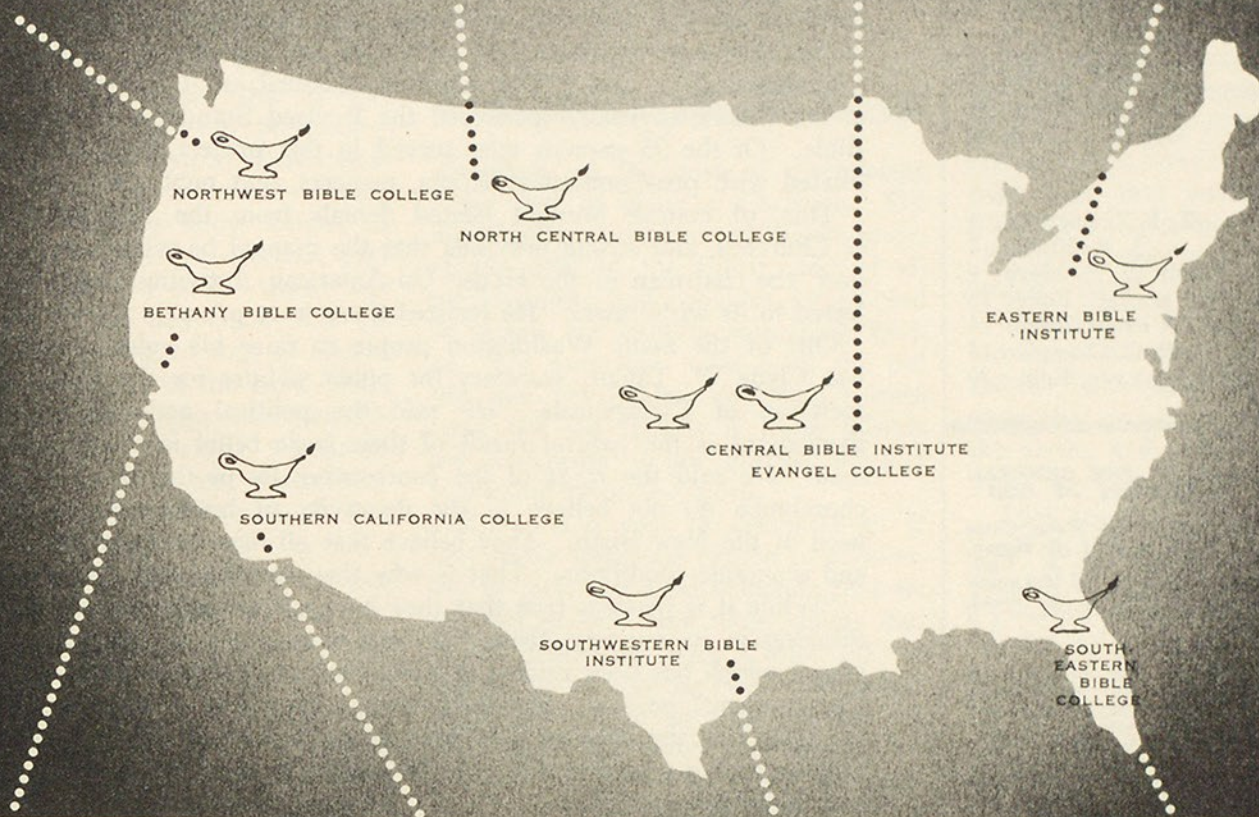 NORTHWEST BIBLE COLLEGE
NORTH CENTRAL BIBLE COLLEGE
BETHANY BIBLE COLLEGE
EASTERN BIBLE
INSTITUTE
CENTRAL BIBLE INSTITUTE
EVANGEL COLLEGE
SOUTHERN CALIFORNIA COLLEGE
SOUTHWESTERN BIBLE
INSTITUTE
SOUTH-
EASTERN
BIBLE
COLLEGE